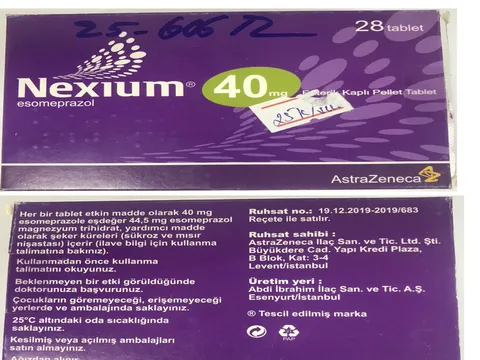 25-606 TL
28 tablet
Nexium®
40 mg
Enterik Kaplı Pellet Tablet
esomeprazol
AstraZeneca
Her bir tablet etkin madde olarak 40 mg
esomeprazole eşdeğer 44,5 mg esomeprazol
magnezyum trihidrat, yardımcı madde
olarak şeker küreleri (sükroz ve mısır
nişastası) içerir (ilave bilgi için kullanma
talimatına bakınız).
Kullanmadan önce kullanma
talimatını okuyunuz.
Beklenmeyen bir etki görüldüğünde
doktorunuza başvurunuz.
Çocukların göremeyeceği, erişemeyeceği
yerlerde ve ambalajında saklayınız.
25°C altındaki oda sıcaklığında
saklayınız.
Kesilmiş veya açılmış ambalajları
satın almayınız.
Ağızdan alınır.
Ruhsat no.: 19.12.2019-2019/683
Reçete ile satılır.
Ruhsat sahibi :
AstraZeneca İlaç San. ve Tic. Ltd. Şti.
Büyükdere Cad. Yapı Kredi Plaza,
B Blok, Kat: 3-4
Levent/İstanbul
Üretim yeri :
Abdi İbrahim İlaç San. ve Tic. A.Ş.
Esenyurt/İstanbul
® Tescil edilmiş marka
PAP